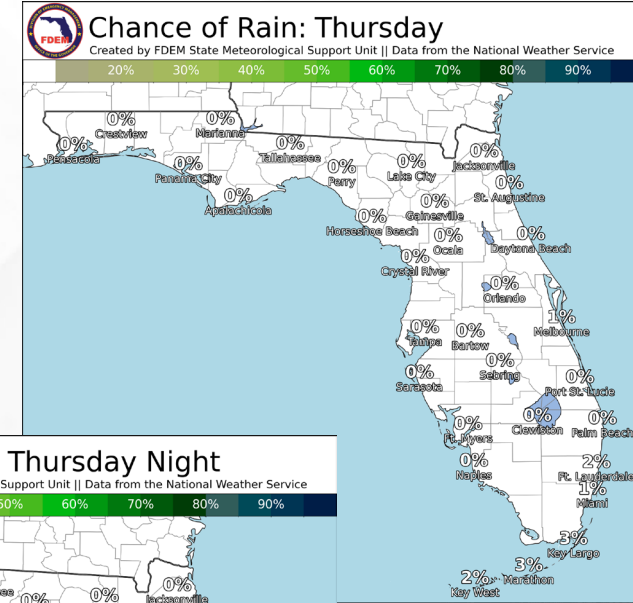 FDEM
Chance of Rain: Thursday
Created by FDEM State Meteorological Support Unit || Data from the National Weather Service
20% 30% 40% 50% 60% 70% 80% 90%
0%
Crestview
0%
Marianna
0%
Pensacola
0%
Tallahassee
0%
Panama City
0%
Perry
0%
Lake City
0%
Jacksonville
0%
Apalachicola
0%
St. Augustine
0%
Gainesville
0%
Horseshoe Beach
0%
Ocala
0%
Daytona Beach
0%
Crystal River
0%
Orlando
1%
Melbourne
0%
Tampa
0%
Bartow
0%
Sebring
0%
Sarasota
0%
Port St. Lucie
0%
Clewiston
0%
Palm Beach
0%
Ft. Myers
0%
Naples
2%
Ft. Lauderdale
1%
Miami
3%
Key Largo
3%
Marathon
2%
Key West
Thursday Night
Support Unit || Data from the National Weather Service
50% 60% 70% 80% 90%
ee
0%
0%
0%
Jacksonville